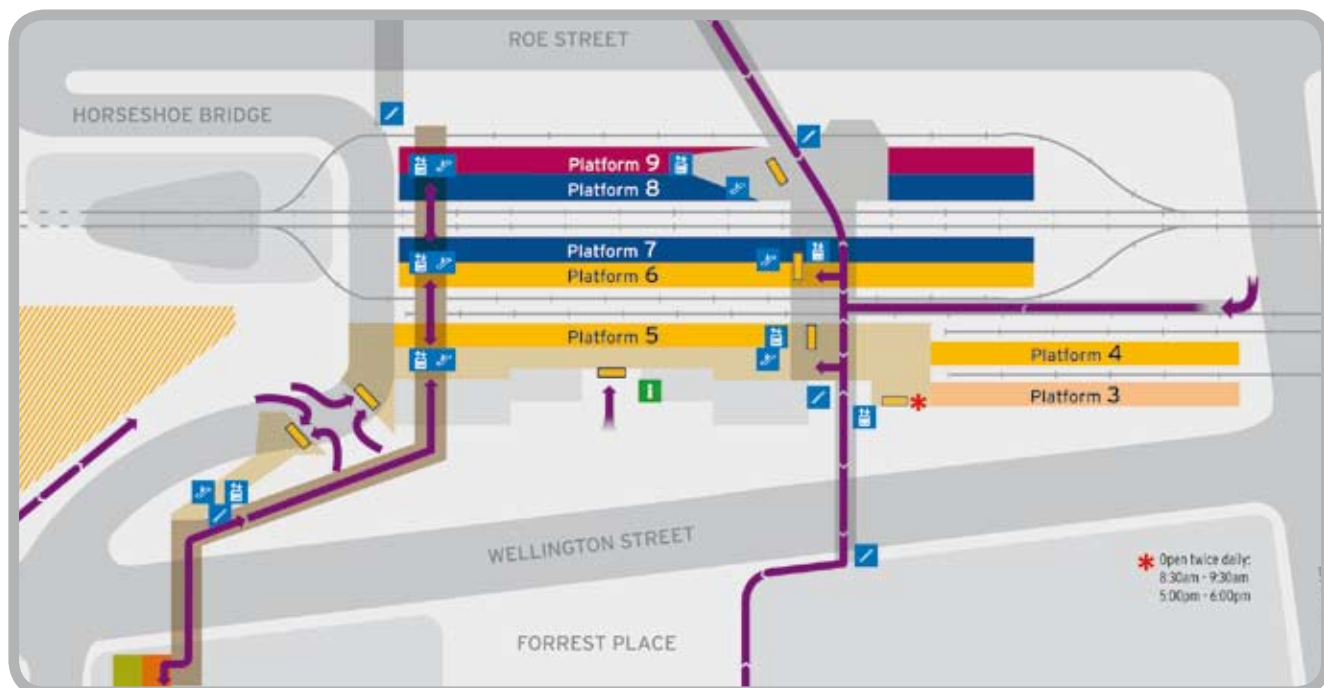 ROE STREET
HORSESHOE BRIDGE
Platform 9
Platform 8
Platform 7
Platform 6
Platform 5
Platform 4
Platform 3
i
WELLINGTON STREET
* Open twice daily:
8:30am - 9:30am
5:00pm - 6:00pm
FORREST PLACE